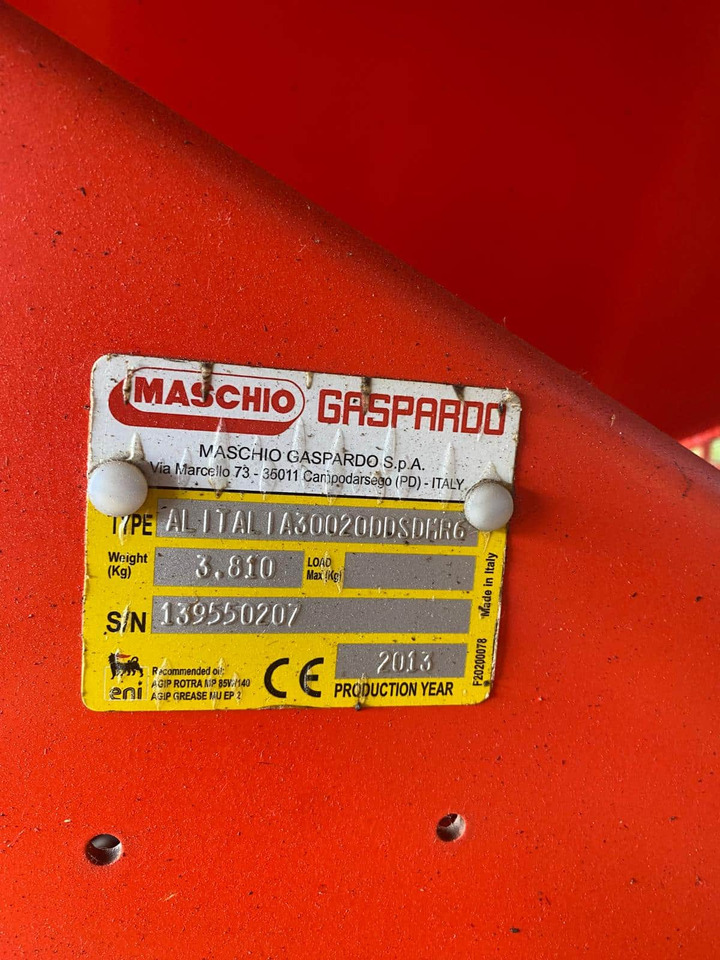 MASCHIO GASPARDO
MASCHIO GASPARDO S.p.A.
Via Marcello 73 - 35011 Campodarsego (PD) - ITALY
TYPE ALITALIA30020DDSDMR6
Weight (Kg) 3.810 LOAD Max (Kg)
S/N 139550207
Made in Italy
F20200078
eni
Recommended oil:
AGIP ROTRA MP 85W/140
AGIP GREASE MU EP 2
CE
2013
PRODUCTION YEAR